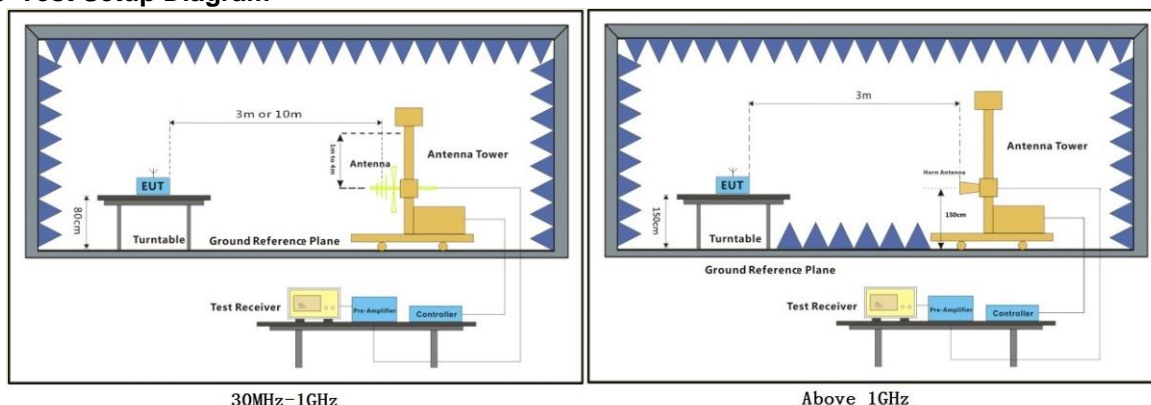 Test Setup Diagram
3m or 10m
1m to 4m
Antenna
Antenna Tower
EUT
80cm
Turntable
Ground Reference Plane
Test Receiver
Pre-Amplifier
Controller
30MHz-1GHz
3m
Antenna Tower
Horn Antenna
EUT
150cm
150cm
Turntable
Ground Reference Plane
Test Receiver
Pre-Amplifier
Controller
Above 1GHz